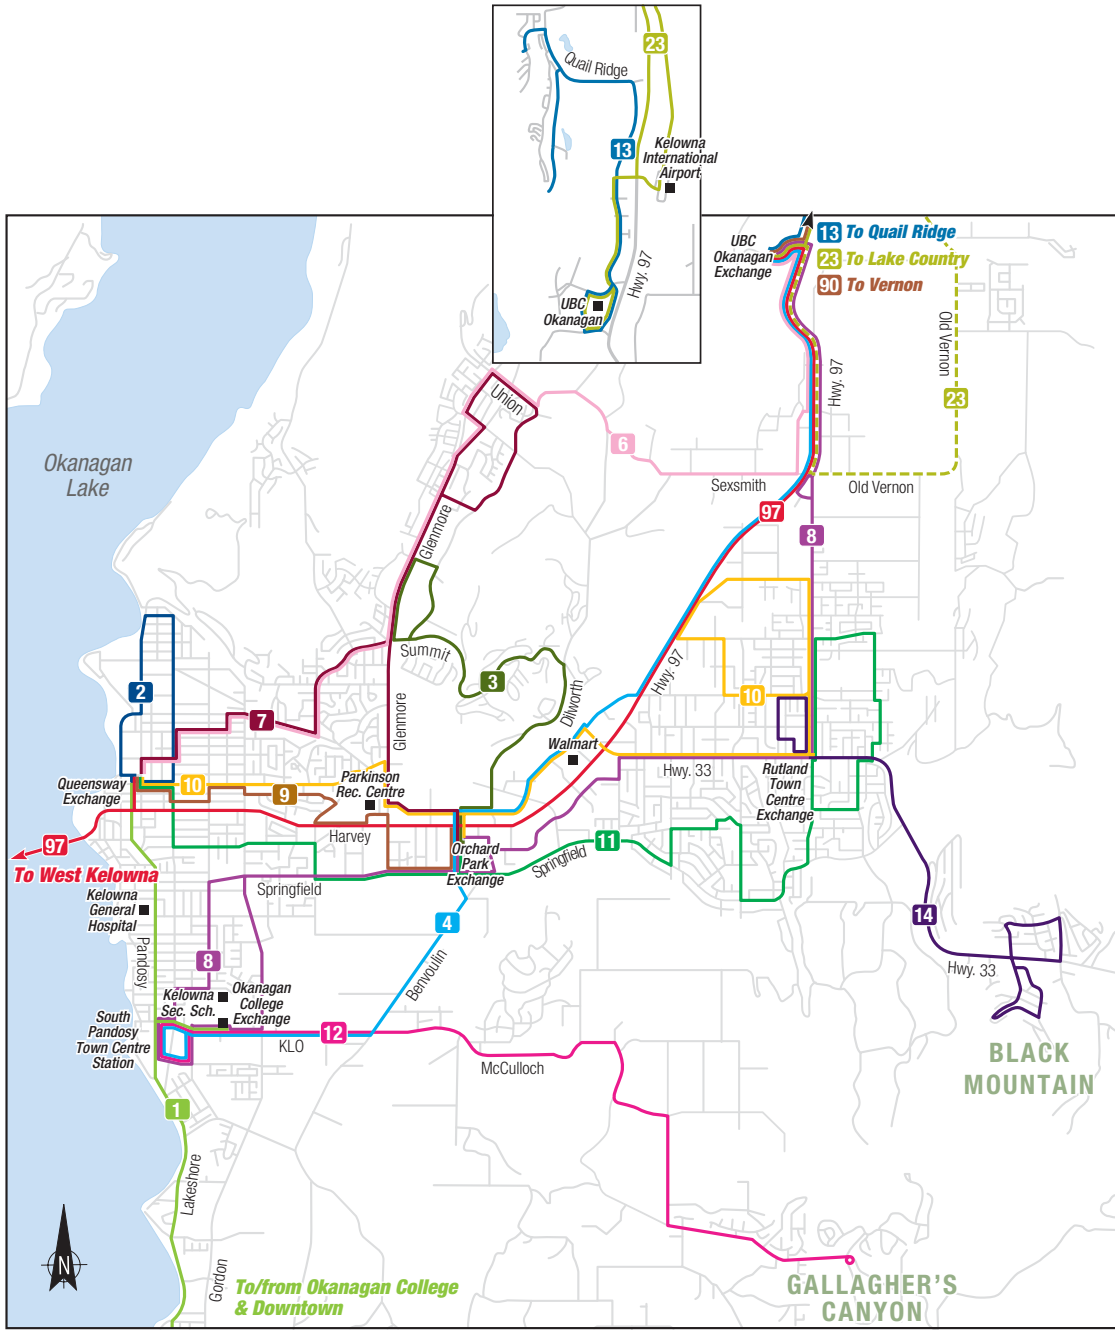 23
Quail Ridge
13
Kelowna
International
Airport
Hwy. 97
UBC
Okanagan
UBC
Okanagan
Exchange
13 To Quail Ridge
23 To Lake Country
90 To Vernon
Old Vernon
Hwy. 97
23
Union
6
Okanagan
Lake
Sexsmith
Old Vernon
97
8
Glenmore
Summit
3
2
Hwy. 97
10
7
Glenmore
Dilworth
Walmart
Queensway
Exchange
10
9
Parkinson
Rec. Centre
Hwy. 33
Rutland
Town
Centre
Exchange
97
To West Kelowna
Harvey
Orchard
Park
Exchange
11
Springfield
Springfield
Kelowna
General
Hospital
Pandosy
8
4
14
Benvoulin
Hwy. 33
Kelowna
Sec. Sch.
Okanagan
College
Exchange
South
Pandosy
Town Centre
Station
12
KLO
McCulloch
BLACK
MOUNTAIN
1
Lakeshore
Gordon
N
To/from Okanagan College
& Downtown
GALLAGHER'S
CANYON